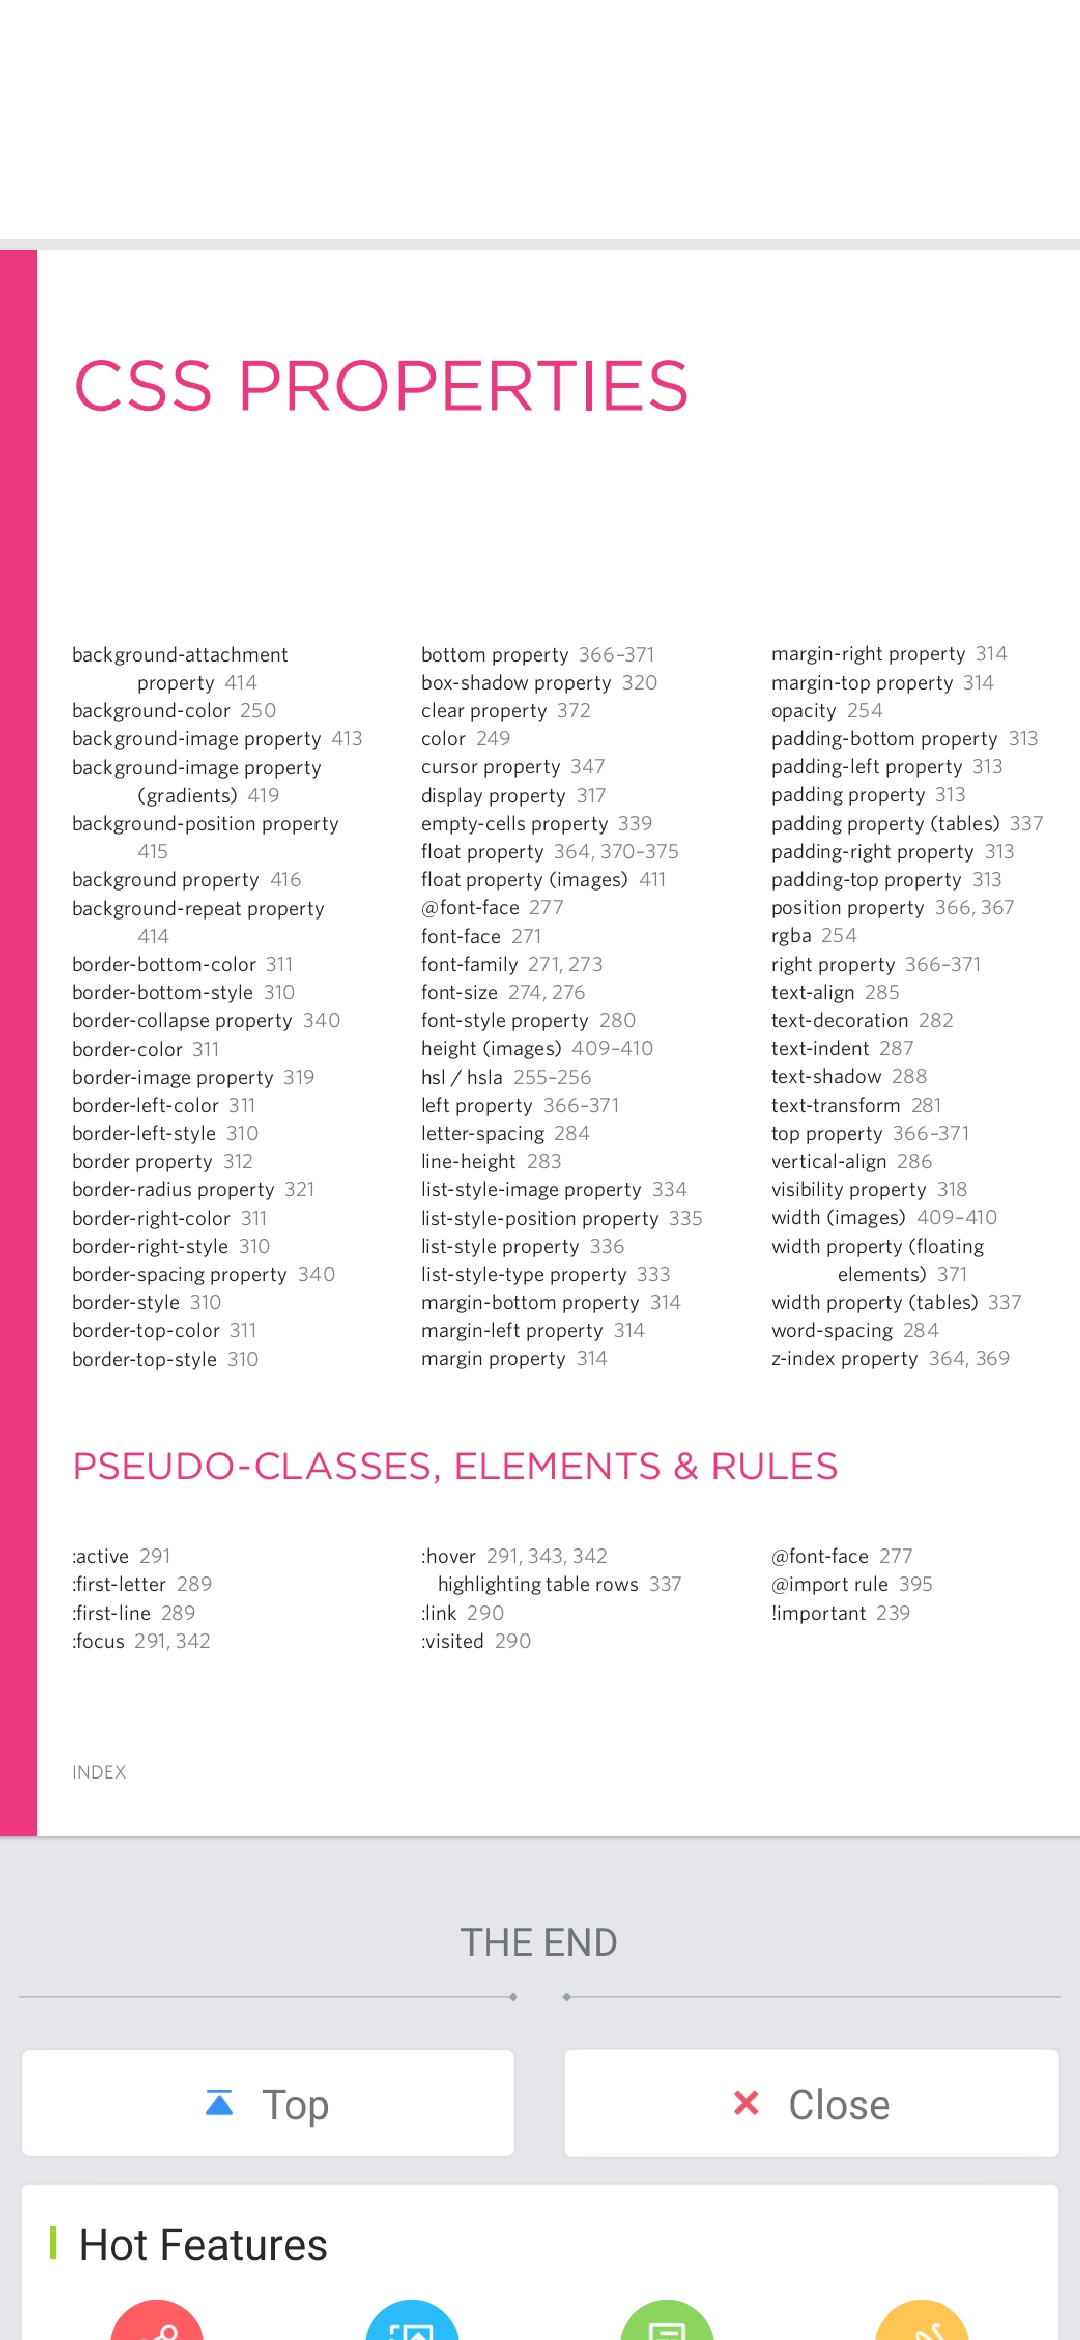 CSS PROPERTIES
background-attachment
property 414
background-color 250
background-image property 413
background-image property
(gradients) 419
background-position property
415
background property 416
background-repeat property
414
border-bottom-color 311
border-bottom-style 310
border-collapse property 340
border-color 311
border-image property 319
border-left-color 311
border-left-style 310
border property 312
border-radius property 321
border-right-color 311
border-right-style 310
border-spacing property 340
border-style 310
border-top-color 311
border-top-style 310
bottom property 366-371
box-shadow property 320
clear property 372
color 249
cursor property 347
display property 317
empty-cells property 339
float property 364, 370-375
float property (images) 411
@font-face 277
font-face 271
font-family 271, 273
font-size 274, 276
font-style property 280
height (images) 409-410
hsl / hsla 255-256
left property 366-371
letter-spacing 284
line-height 283
list-style-image property 334
list-style-position property 335
list-style property 336
list-style-type property 333
margin-bottom property 314
margin-left property 314
margin property 314
margin-right property 314
margin-top property 314
opacity 254
padding-bottom property 313
padding-left property 313
padding property 313
padding property (tables) 337
padding-right property 313
padding-top property 313
position property 366, 367
rgba 254
right property 366-371
text-align 285
text-decoration 282
text-indent 287
text-shadow 288
text-transform 281
top property 366-371
vertical-align 286
visibility property 318
width (images) 409-410
width property (floating
elements) 371
width property (tables) 337
word-spacing 284
z-index property 364, 369
PSEUDO-CLASSES, ELEMENTS & RULES
:active 291
:first-letter 289
:first-line 289
:focus 291, 342
:hover 291, 343, 342
highlighting table rows 337
:link 290
:visited 290
@font-face 277
@import rule 395
!important 239
INDEX
THE END
Top
Close
Hot Features